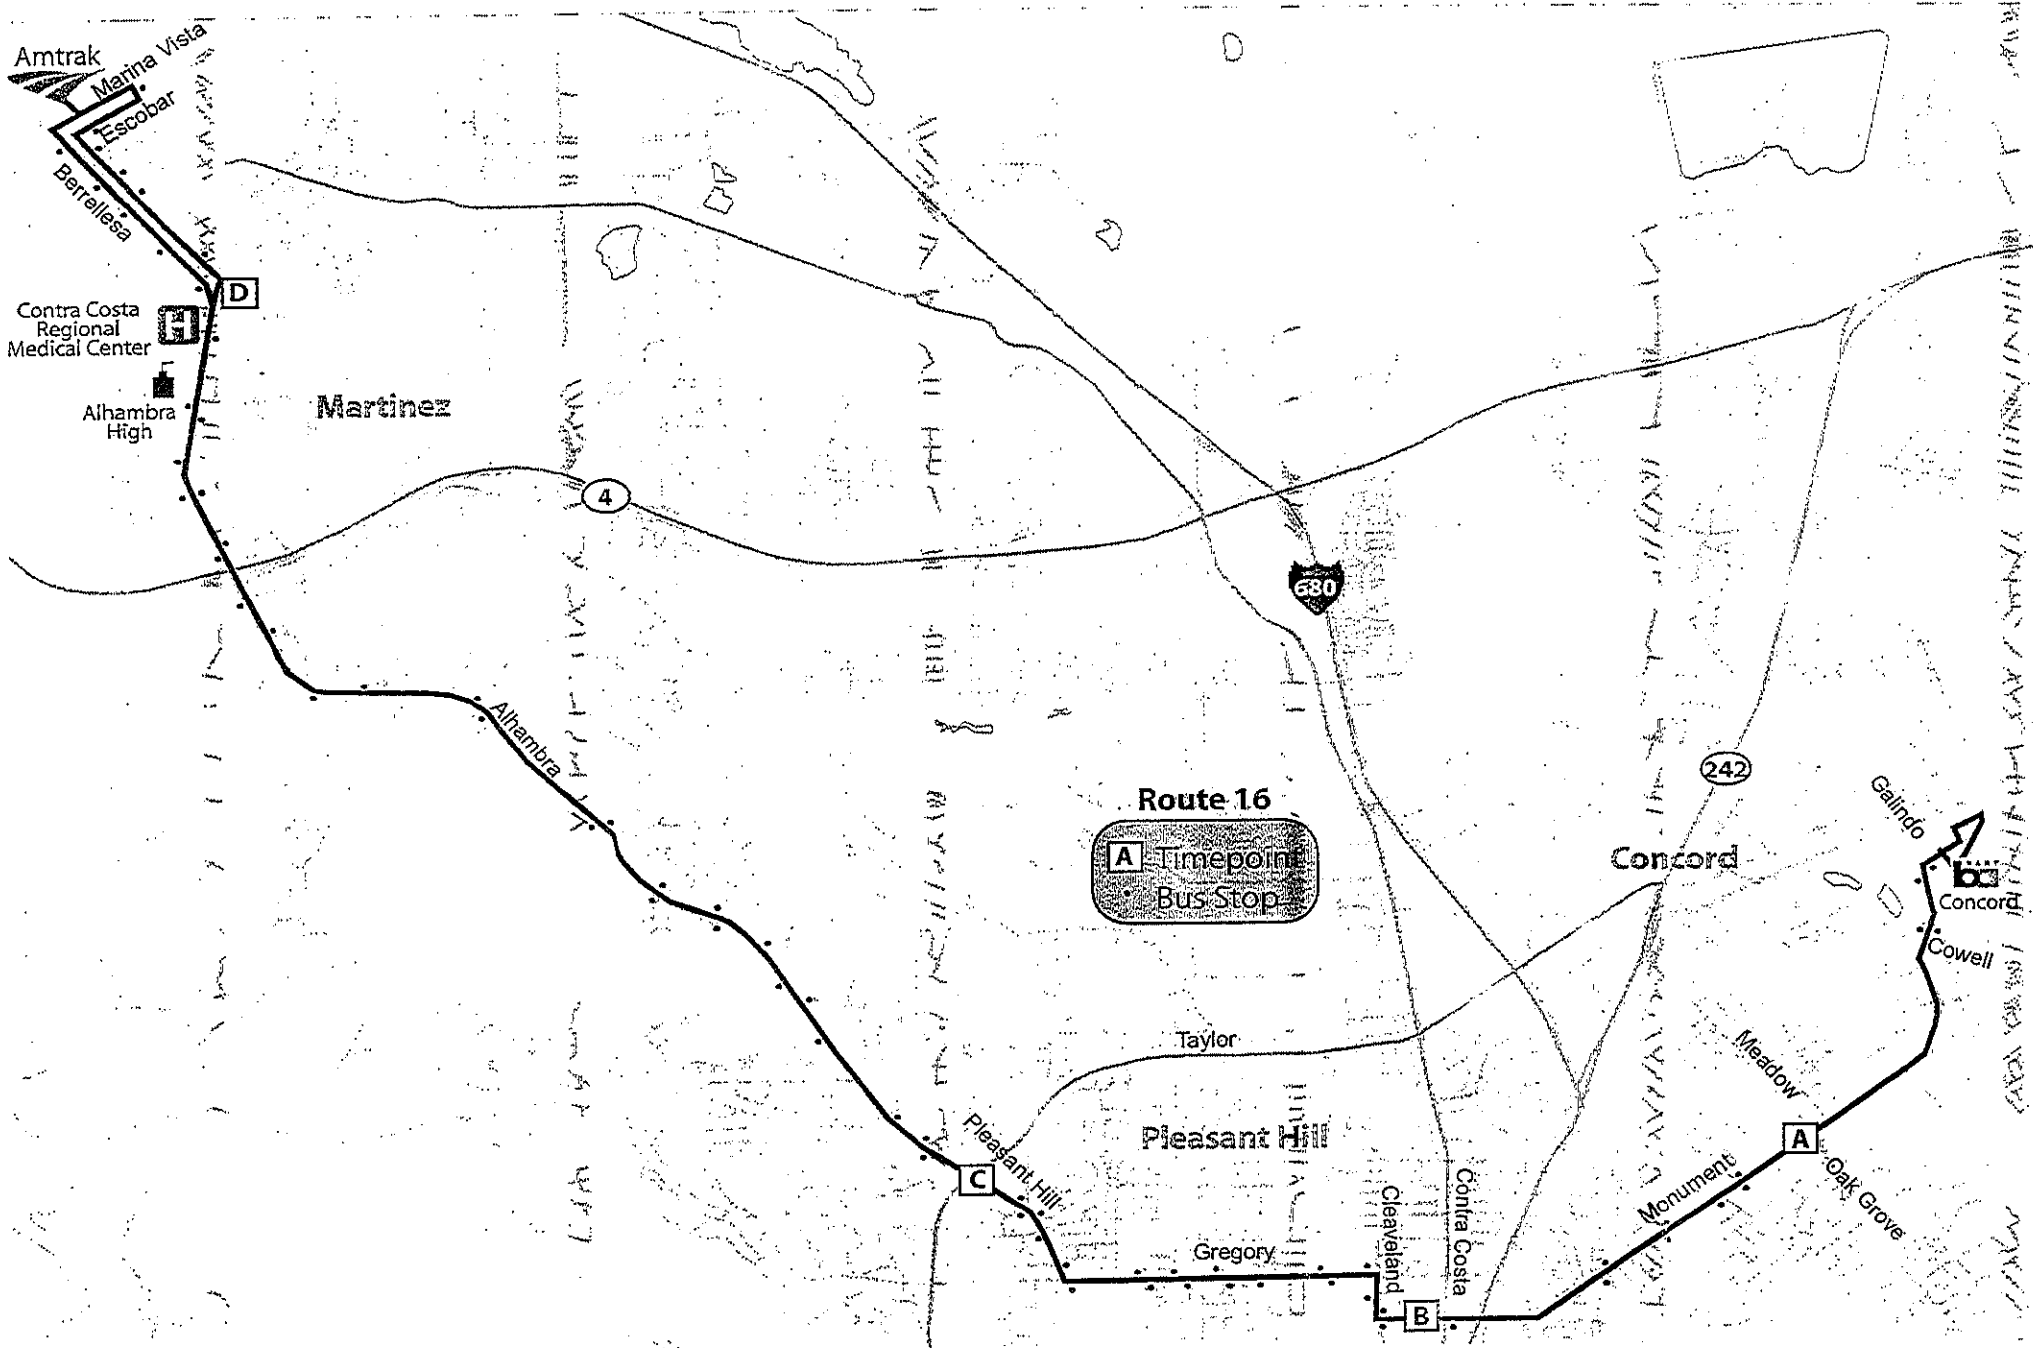 Amtrak
Marina Vista
Escobar
Berrellesa
D
Contra Costa
Regional
Medical Center
H
Alhambra
High
Martinez
4
680
Alhambra
Route 16
A Timepoint
Bus Stop
242
Concord
Galindo
Concord
Cowell
Taylor
Meadow
Pleasant Hill
C
Pleasant Hill
A
Oak Grove
Monument
Cleaveland
Contra Costa
Gregory
B